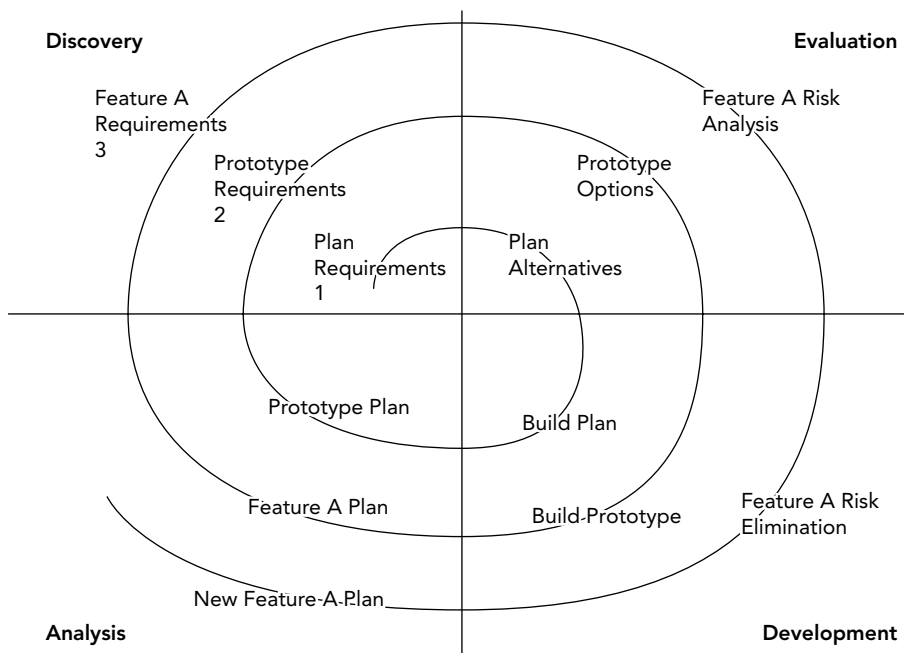 Discovery
Evaluation
Feature A
Requirements
3
Feature A Risk
Analysis
Prototype
Requirements
2
Prototype
Options
Plan
Requirements
1
Plan
Alternatives
Prototype Plan
Build Plan
Feature A Plan
Build Prototype
Feature A Risk
Elimination
New Feature A Plan
Analysis
Development